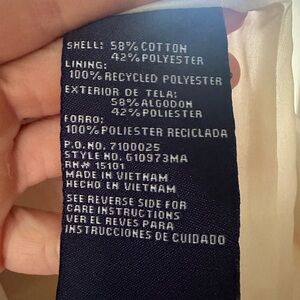 SHELL: 58% COTTON
42% POLYESTER
LINING:
100% RECYCLED POLYESTER
EXTERIOR DE TELA:
58% ALGODON
42% POLIESTER
FORRO:
100% POLIESTER RECICLADA
P.O. NO. 7100025
STYLE NO. G10973MA
RN# 15101
MADE IN VIETNAM
HECHO EN VIETNAM
SEE REVERSE SIDE FOR
CARE INSTRUCTIONS
VER EL REVES PARA
INSTRUCCIONES DE CUIDADO